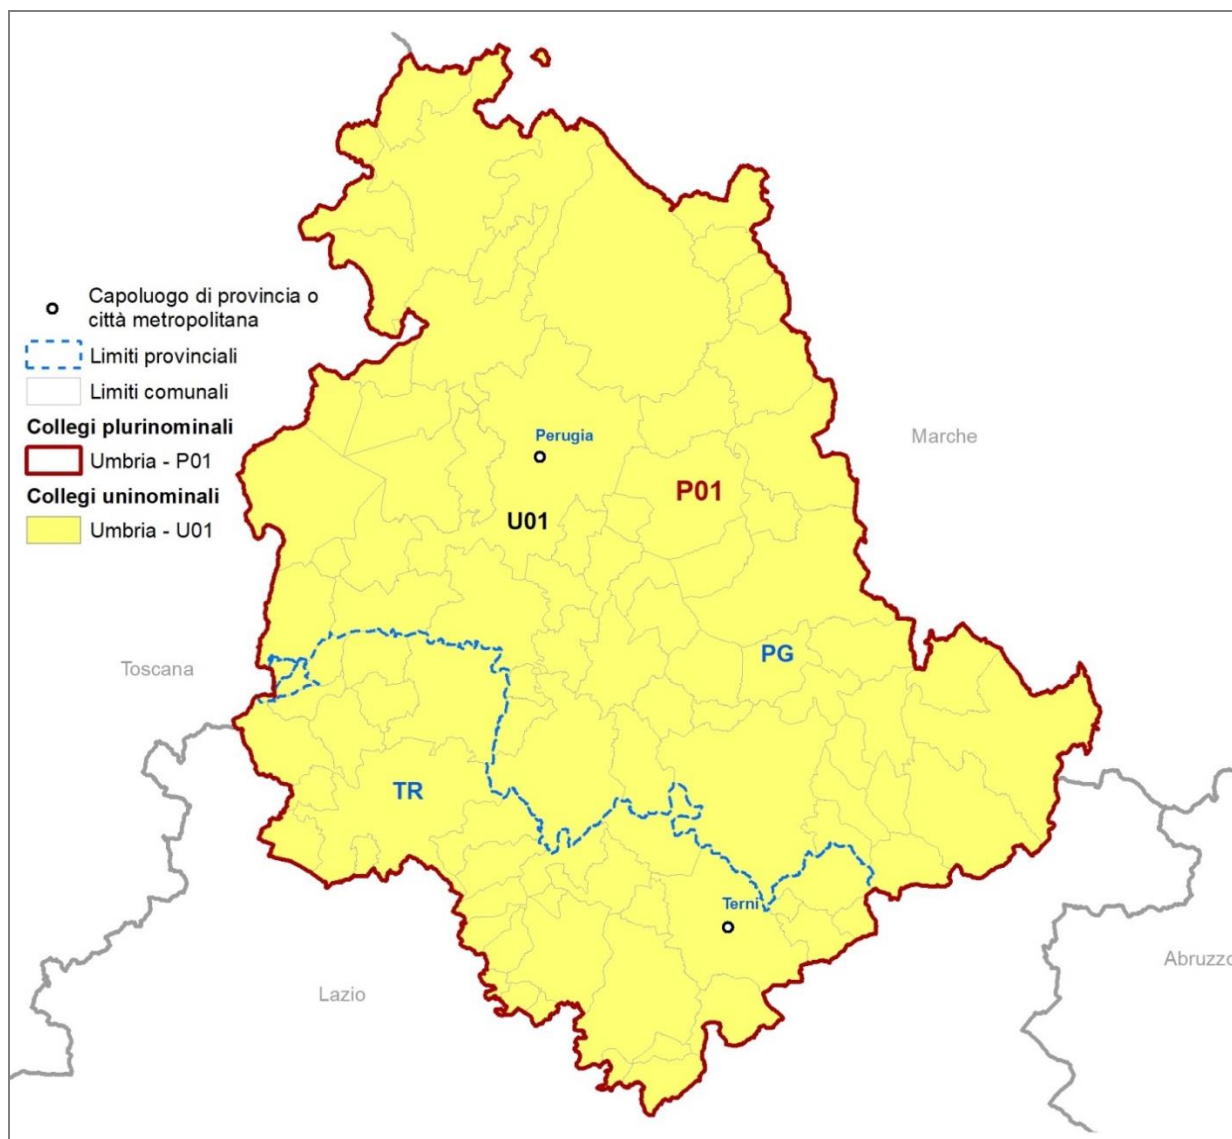 Capoluogo di provincia o
città metropolitana
Limiti provinciali
Limiti comunali
Collegi plurinominali
Umbria - P01
Collegi uninominali
Umbria - U01
Perugia
P01
U01
Marche
PG
Toscana
TR
Terni
Lazio
Abruzzo